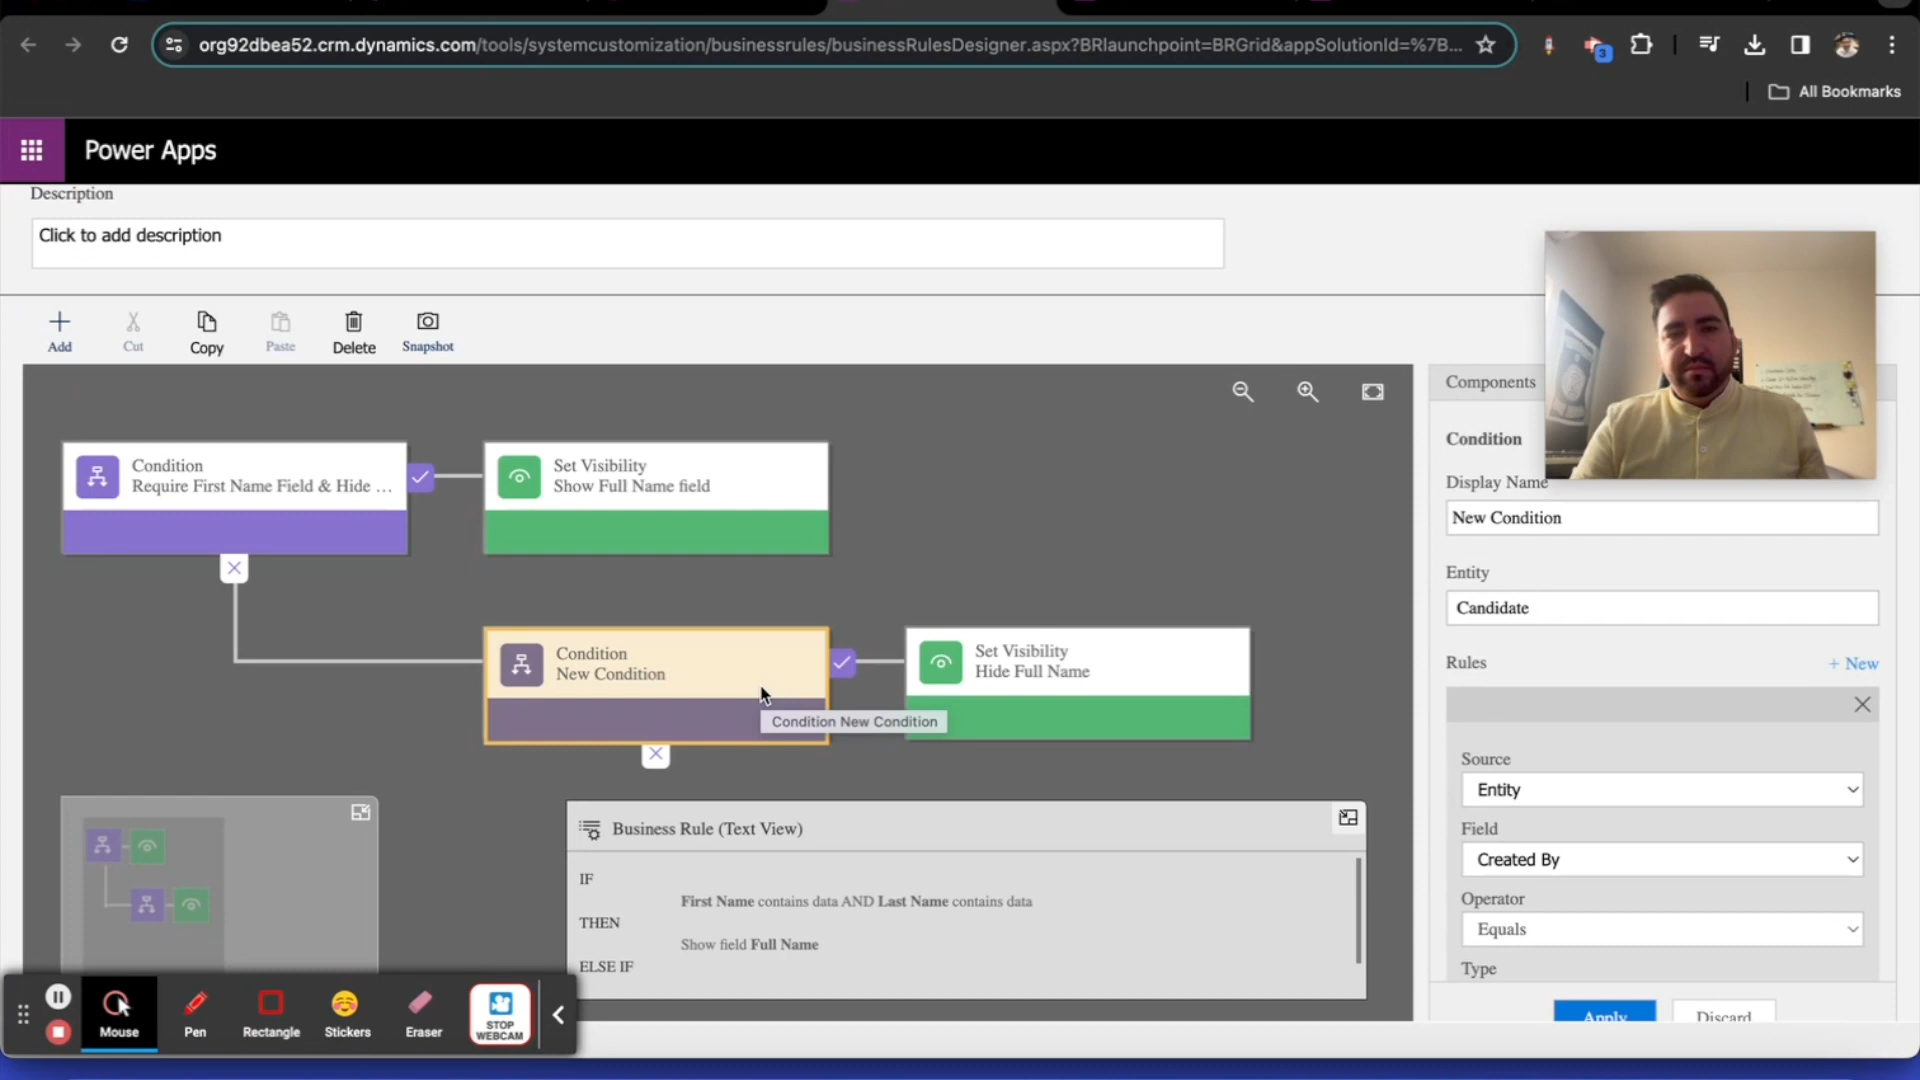 org92dbea52.crm.dynamics.com/tools/systemcustomization/businessrules/businessRulesDesigner.aspx?BRlaunchpoint=BRGrid&appSolutionId=%7B...
3
All Bookmarks
Power Apps
Description
Click to add description
Add
Cut
Copy
Paste
Delete
Snapshot
Condition
Require First Name Field & Hide ...
Set Visibility
Show Full Name field
Condition
New Condition
Set Visibility
Hide Full Name
Condition New Condition
Business Rule (Text View)
IF
First Name contains data AND Last Name contains data
THEN
Show field Full Name
ELSE IF
Components
Condition
Display Name
New Condition
Entity
Candidate
Rules
+ New
Source
Entity
Field
Created By
Operator
Equals
Type
Apply
Discard
Mouse
Pen
Rectangle
Stickers
Eraser
STOP
WEBCAM